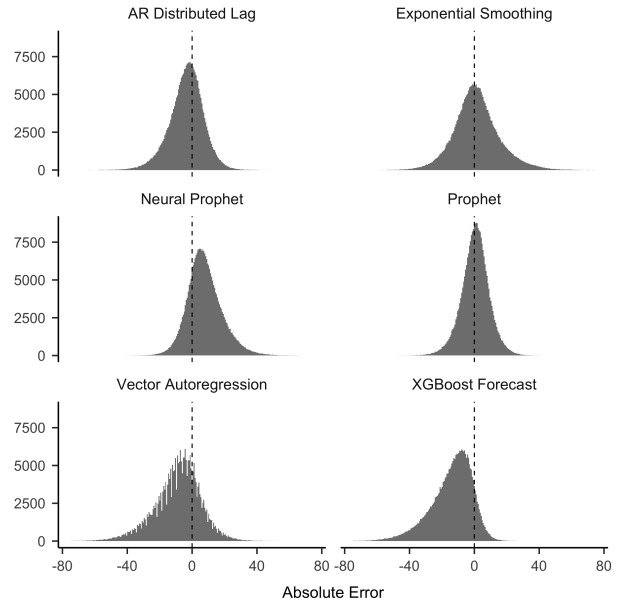 AR Distributed Lag
Exponential Smoothing
7500
5000
2500
0
Neural Prophet
Prophet
7500
5000
2500
0
Vector Autoregression
XGBoost Forecast
7500
5000
2500
0
-80 -40 0 40 80 -80 -40 0 40 80
Absolute Error